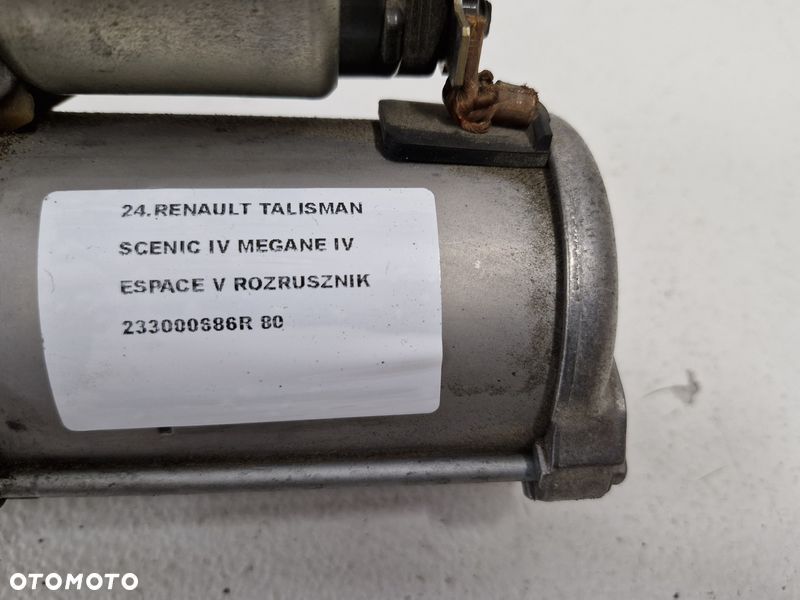 24.RENAULT TALISMAN
SCENIC IV MEGANE IV
ESPACE V ROZRUSZNIK
233000686R 80
OTOMOTO